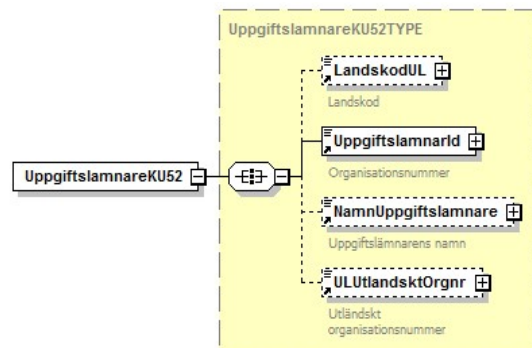 UppgiftslamnareKU52TYPE
LandskodUL
Landskod
UppgiftslamnarId
Organisationsnummer
UppgiftslamnareKU52
NamnUppgiftslamnare
Uppgiftslämnarens namn
ULUtlandsktOrgnr
Utländskt
organisationsnummer